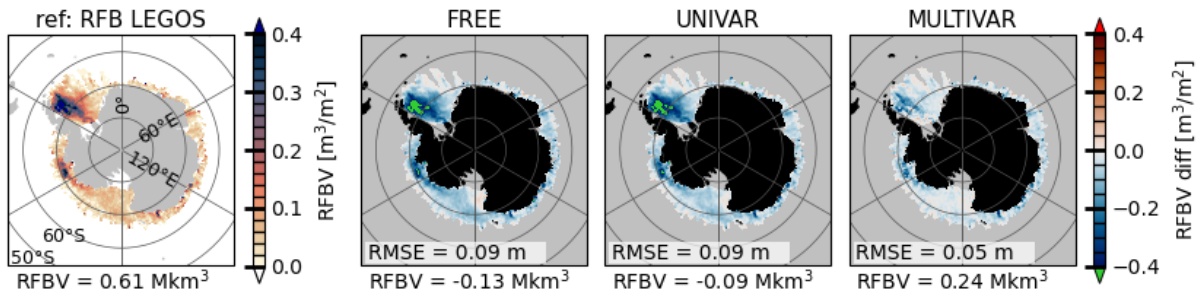 ref: RFB LEGOS
FREE
UNIVAR
MULTIVAR
0.4
0.3
0.2
0.1
0.0
RFBV [m³/m²]
0.4
0.2
0.0
−0.2
−0.4
RFBV diff [m³/m²]
0°
60°E
120°E
60°S
50°S
RMSE = 0.09 m
RMSE = 0.09 m
RMSE = 0.05 m
RFBV = 0.61 Mkm³
RFBV = -0.13 Mkm³
RFBV = -0.09 Mkm³
RFBV = 0.24 Mkm³